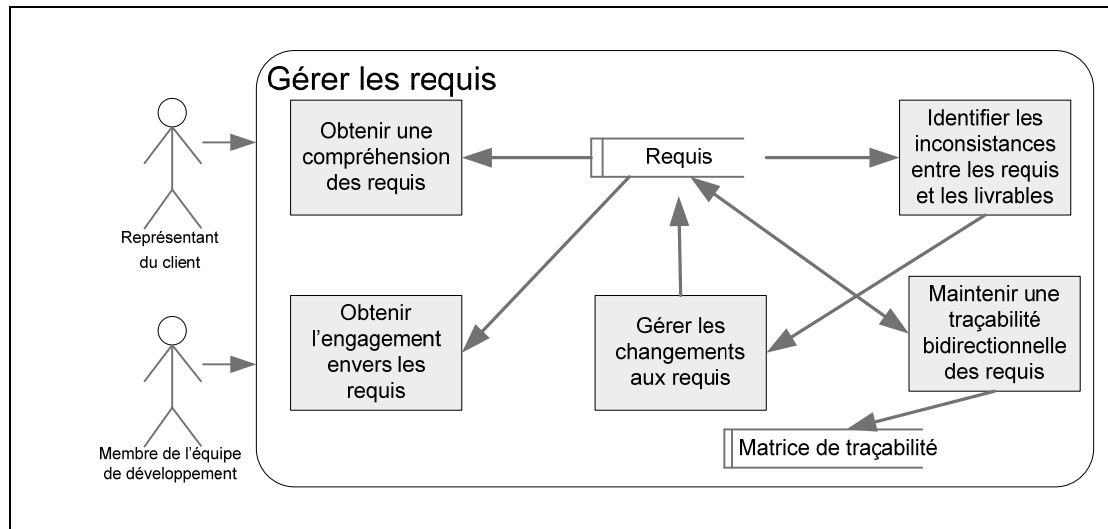 Gérer les requis
Obtenir une
compréhension
des requis
Requis
Identifier les
inconsistances
entre les requis
et les livrables
Représentant
du client
Obtenir
l’engagement
envers les
requis
Gérer les
changements
aux requis
Maintenir une
traçabilité
bidirectionnelle
des requis
Membre de l’équipe
de développement
Matrice de traçabilité